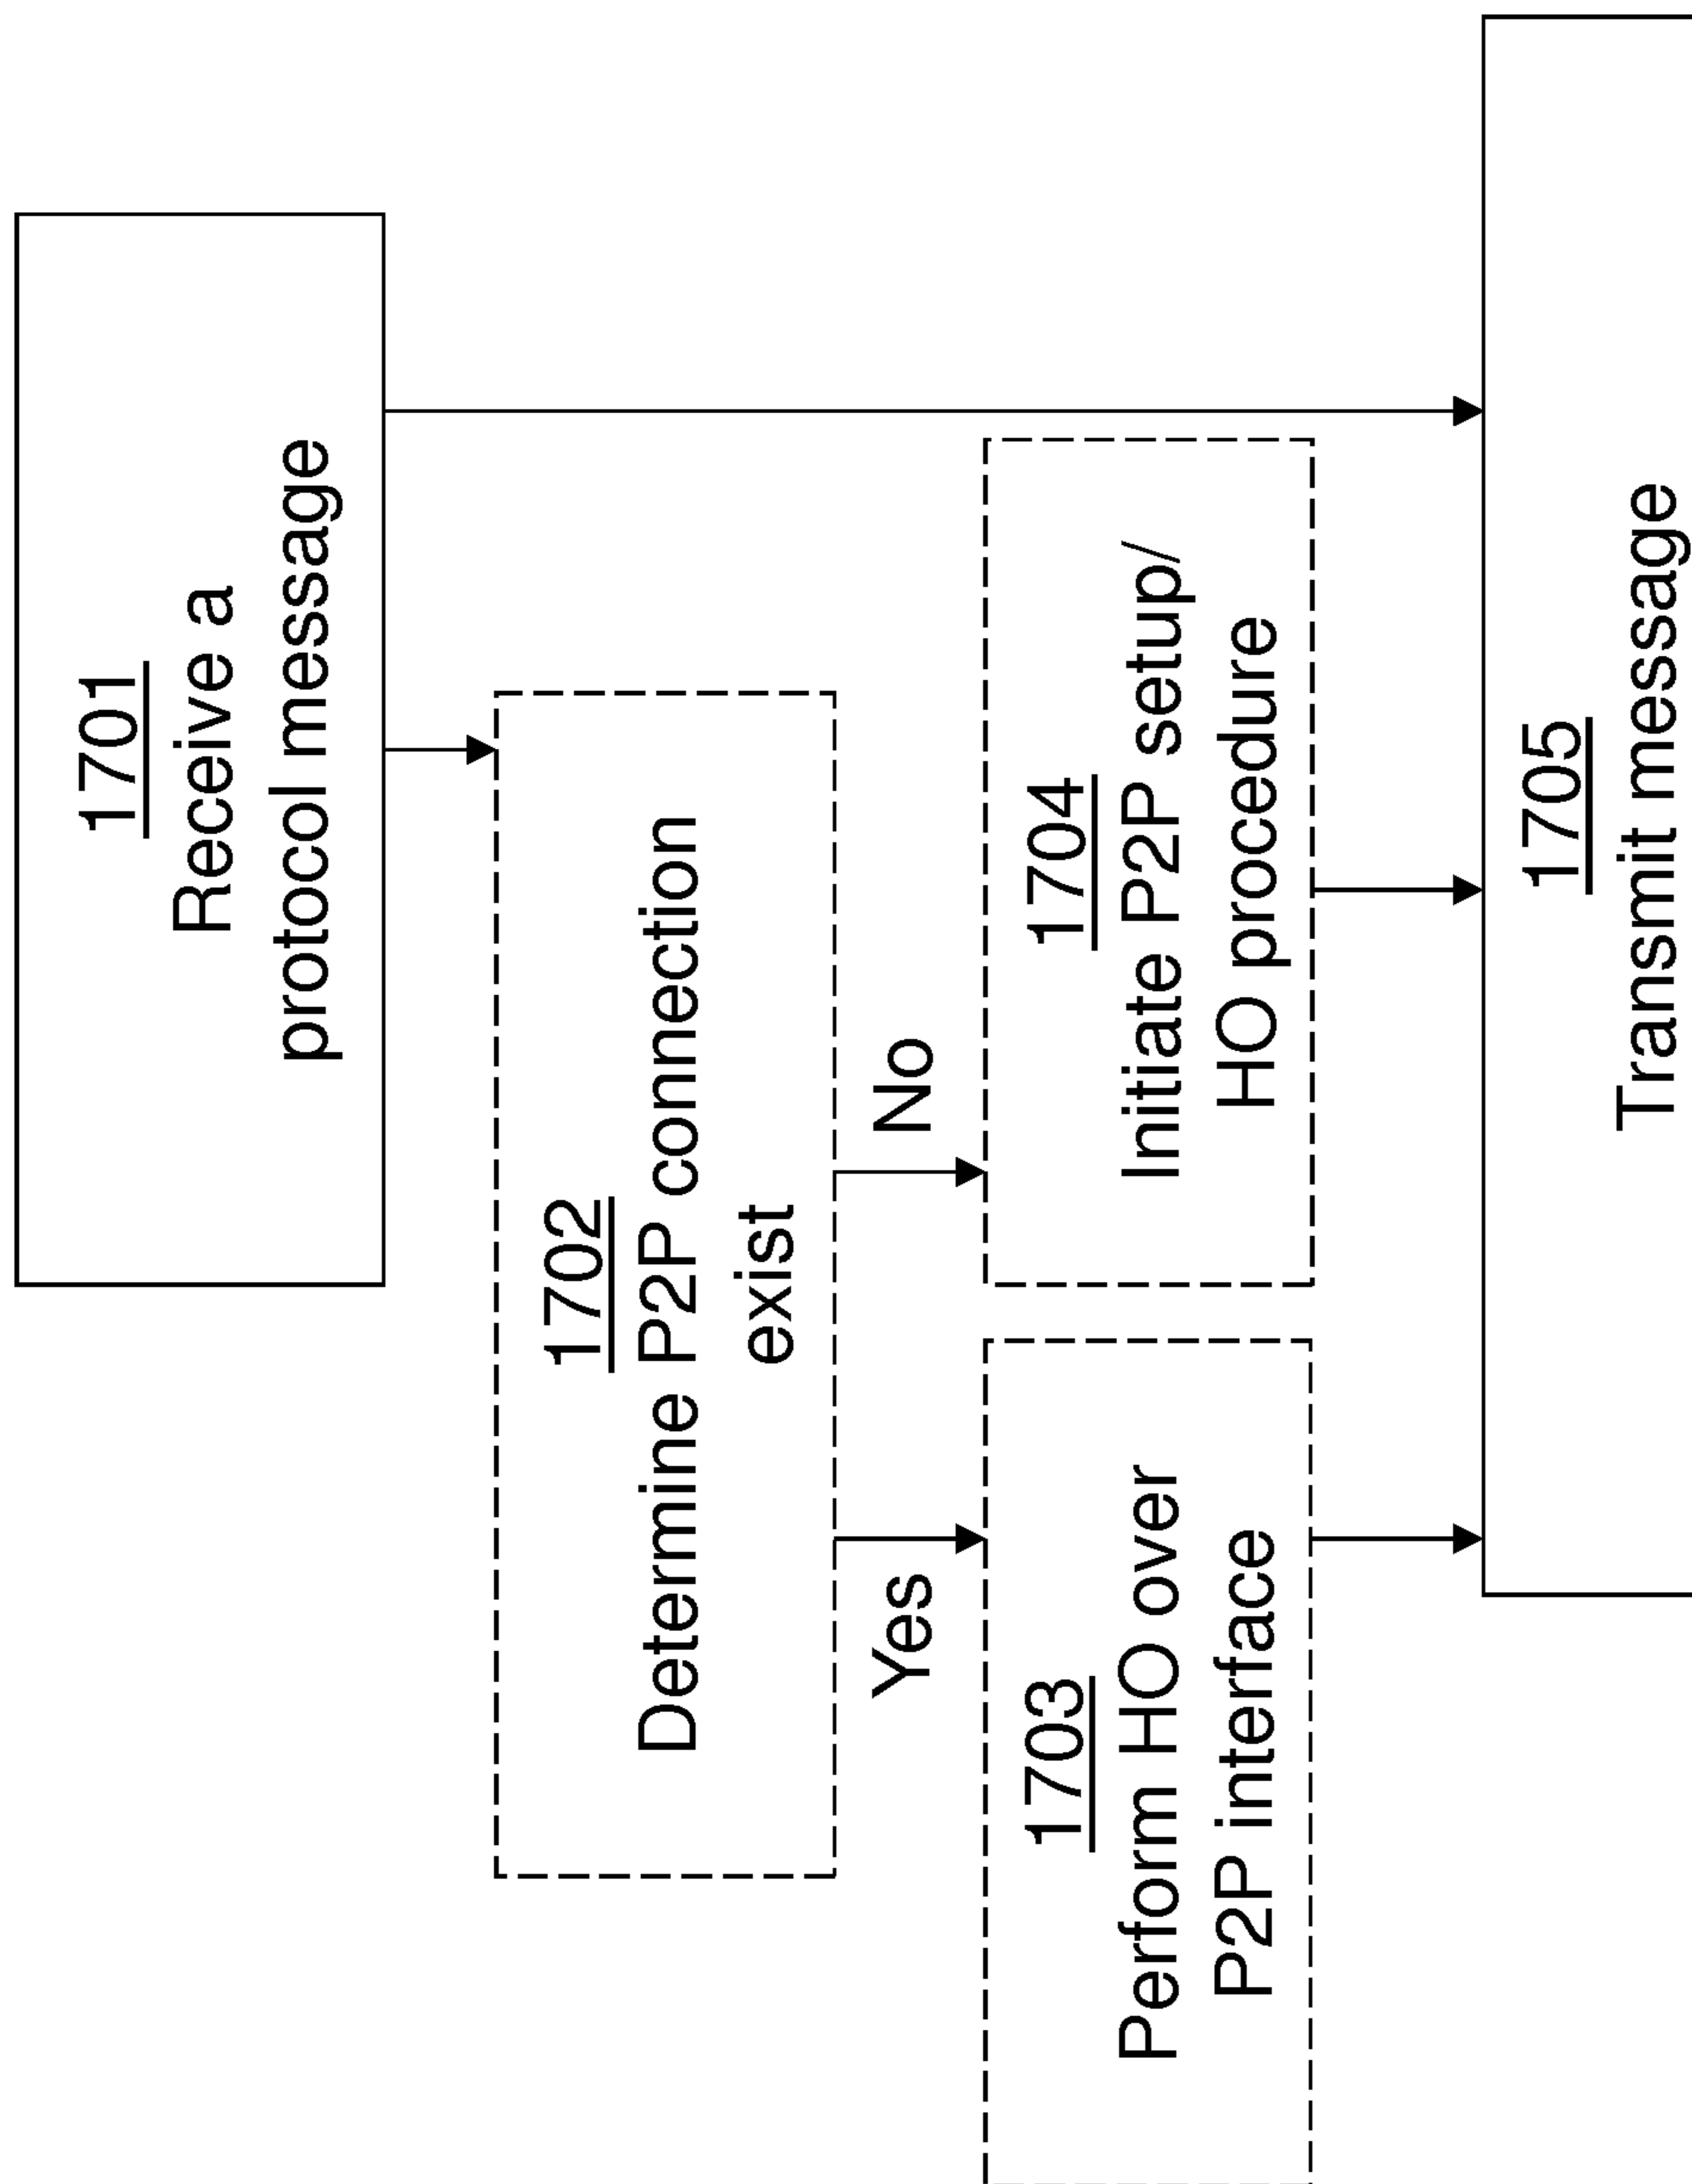 1701
Receive a
protocol message
1702
Determine P2P connection
exist
Yes
No
1703
Perform HO over
P2P interface
1704
Initiate P2P setup/
HO procedure
1705
Transmit message